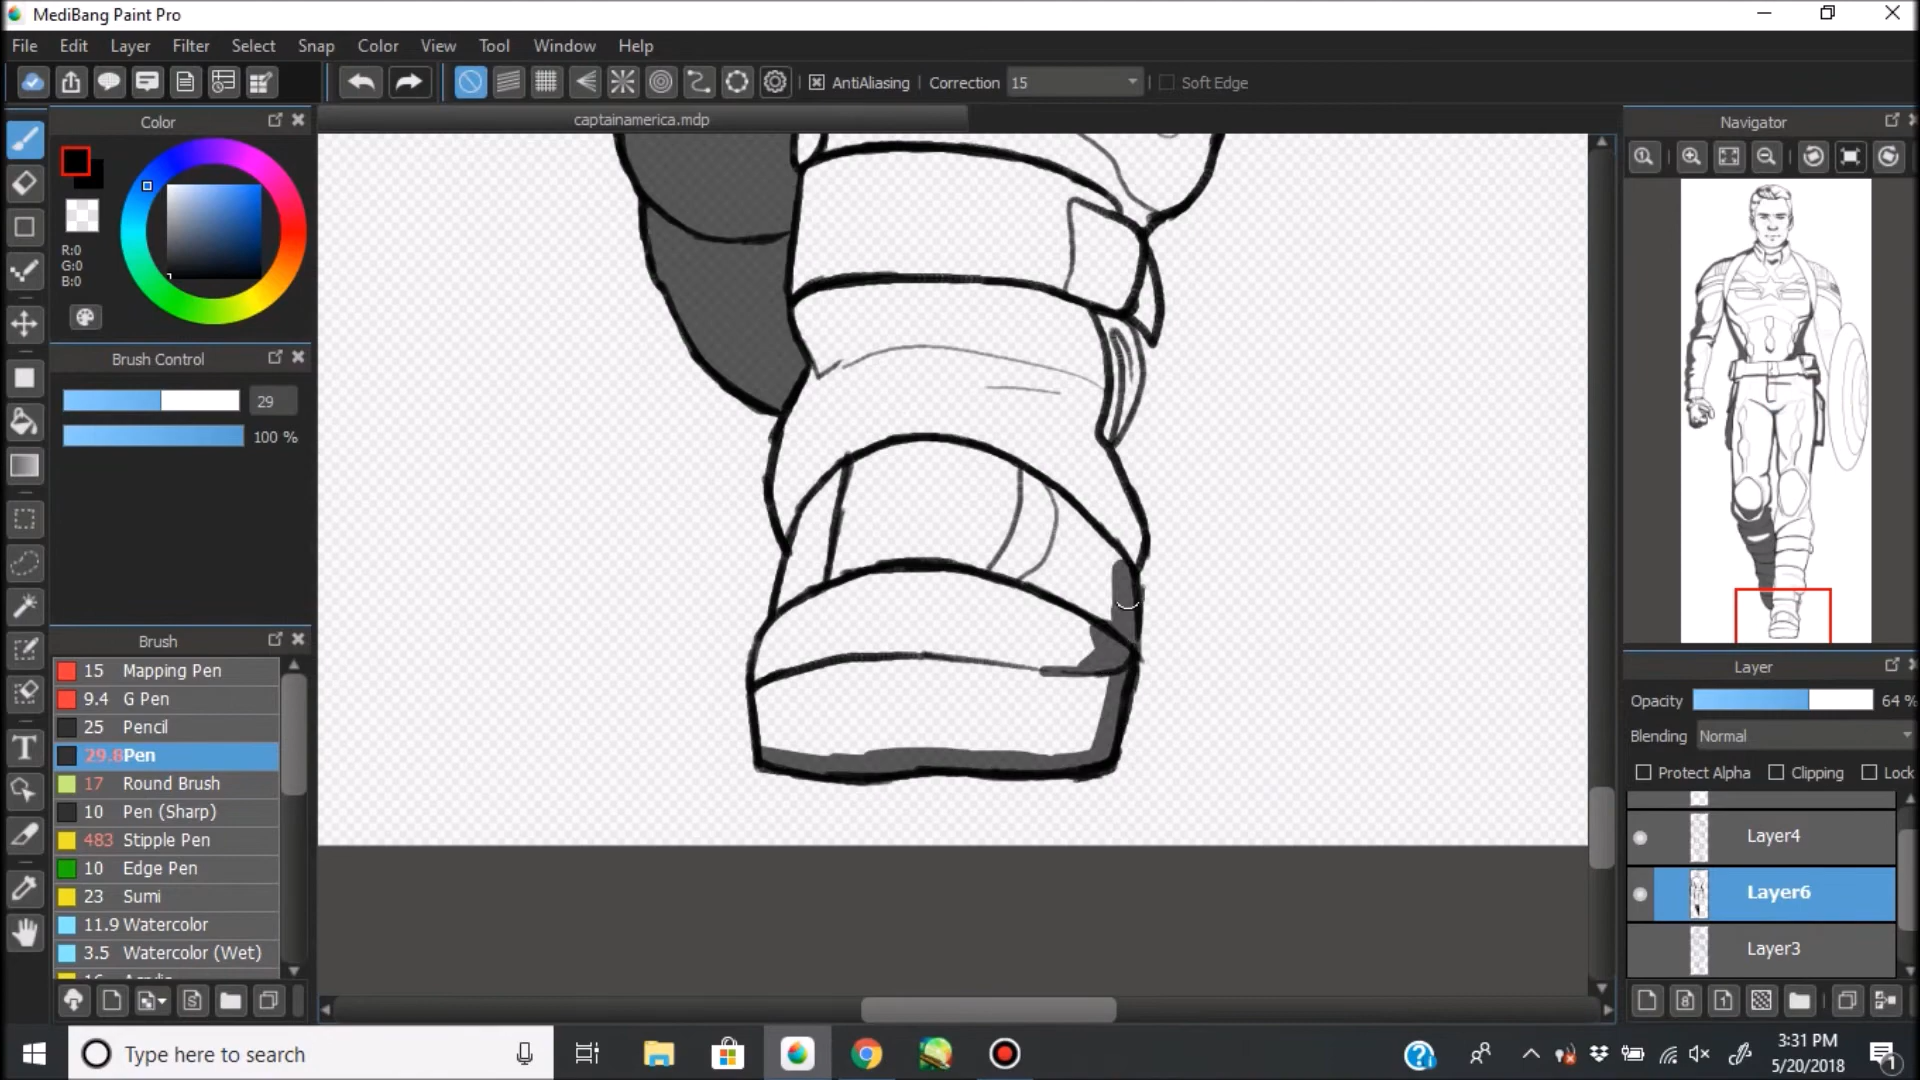 MediBang Paint Pro
File Edit Layer Filter Select Snap Color View Tool Window Help
AntiAliasing Correction 15 Soft Edge
captainamerica.mdp
Color
R:0
G:0
B:0
Brush Control
29
100 %
Brush
15 Mapping Pen
9.4 G Pen
25 Pencil
29.8 Pen
17 Round Brush
10 Pen (Sharp)
483 Stipple Pen
10 Edge Pen
23 Sumi
11.9 Watercolor
3.5 Watercolor (Wet)
Navigator
Layer
Opacity 64 %
Blending Normal
Protect Alpha Clipping Lock
Layer4
Layer6
Layer3
Type here to search
3:31 PM
5/20/2018
1